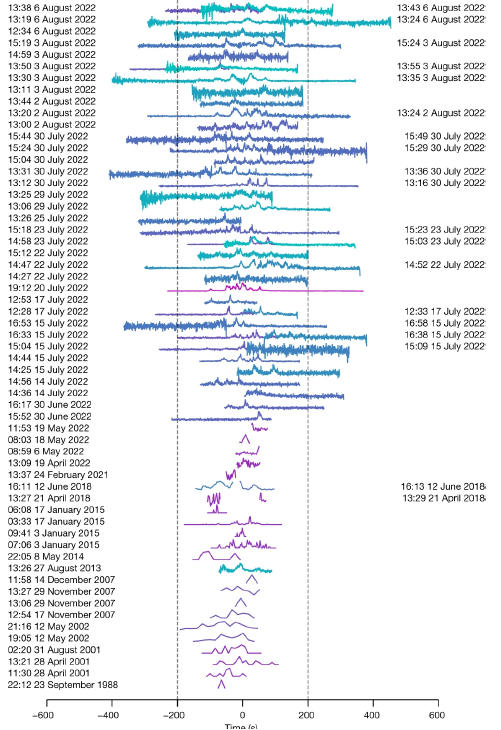 13:38 6 August 2022 13:43 6 August 2022
13:19 6 August 2022 13:24 6 August 2022
12:34 6 August 2022
15:19 3 August 2022 15:24 3 August 2022
14:59 3 August 2022
13:50 3 August 2022 13:55 3 August 2022
13:30 3 August 2022 13:35 3 August 2022
13:11 3 August 2022
13:44 2 August 2022
13:20 2 August 2022 13:24 2 August 2022
13:00 2 August 2022
15:44 30 July 2022 15:49 30 July 2022
15:24 30 July 2022 15:29 30 July 2022
15:04 30 July 2022
13:31 30 July 2022 13:36 30 July 2022
13:12 30 July 2022 13:16 30 July 2022
13:25 29 July 2022
13:06 29 July 2022
13:26 25 July 2022
15:18 23 July 2022 15:23 23 July 2022
14:58 23 July 2022 15:03 23 July 2022
15:12 22 July 2022
14:47 22 July 2022 14:52 22 July 2022
14:27 22 July 2022
19:12 20 July 2022
12:53 17 July 2022
12:28 17 July 2022 12:33 17 July 2022
16:53 15 July 2022 16:58 15 July 2022
16:33 15 July 2022 16:38 15 July 2022
15:04 15 July 2022 15:09 15 July 2022
14:44 15 July 2022
14:25 15 July 2022
14:56 14 July 2022
14:36 14 July 2022
16:17 30 June 2022
15:52 30 June 2022
11:53 19 May 2022
08:03 18 May 2022
08:59 6 May 2022
13:09 19 April 2022
13:37 24 February 2021
16:11 12 June 2018 16:13 12 June 2018
13:27 21 April 2018 13:29 21 April 2018
06:08 17 January 2015
03:33 17 January 2015
09:41 3 January 2015
07:06 3 January 2015
22:05 8 May 2014
13:26 27 August 2013
11:58 14 December 2007
13:27 29 November 2007
13:06 29 November 2007
12:54 17 November 2007
21:16 12 May 2002
19:05 12 May 2002
02:20 31 August 2001
13:21 28 April 2001
11:30 28 April 2001
22:12 23 September 1988
−600 −400 −200 0 200 400 600
Time (s)